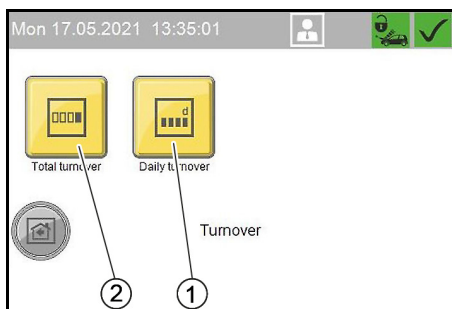 Mon 17.05.2021 13:35:01
d
Total turnover Daily turnover
Turnover
2 1